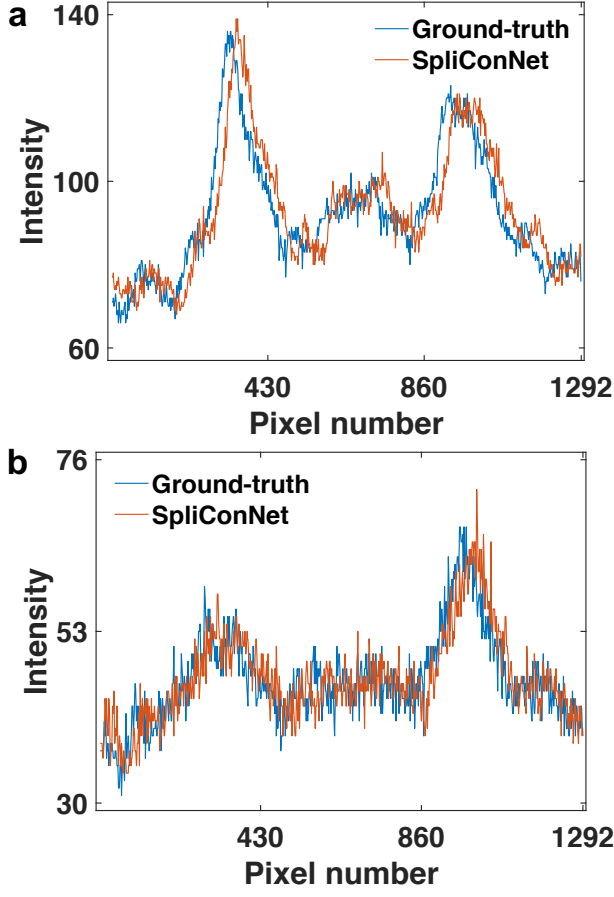 a
140
100
60
Intensity
Ground-truth
SpliConNet
430
860
1292
Pixel number
b
76
53
30
Intensity
Ground-truth
SpliConNet
430
860
1292
Pixel number